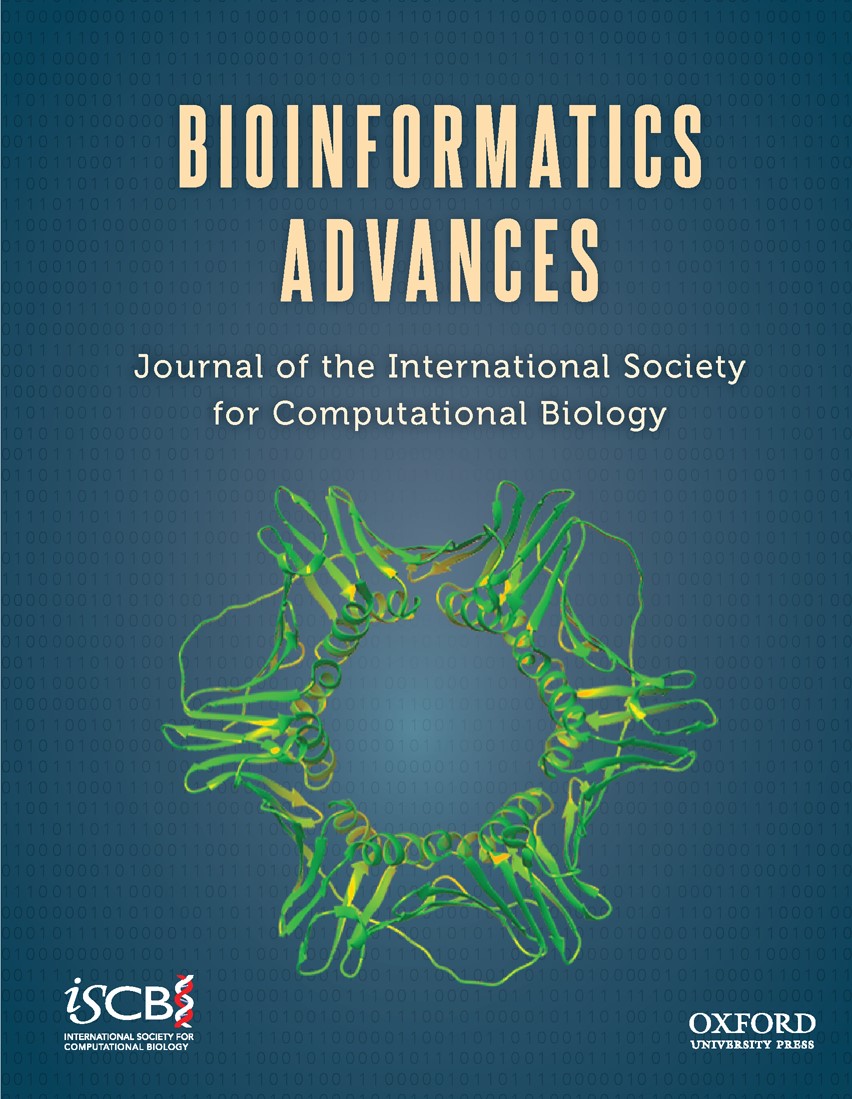 BIOINFORMATICS
ADVANCES
Journal of the International Society
for Computational Biology
iSCB
INTERNATIONAL SOCIETY FOR
COMPUTATIONAL BIOLOGY
OXFORD
UNIVERSITY PRESS